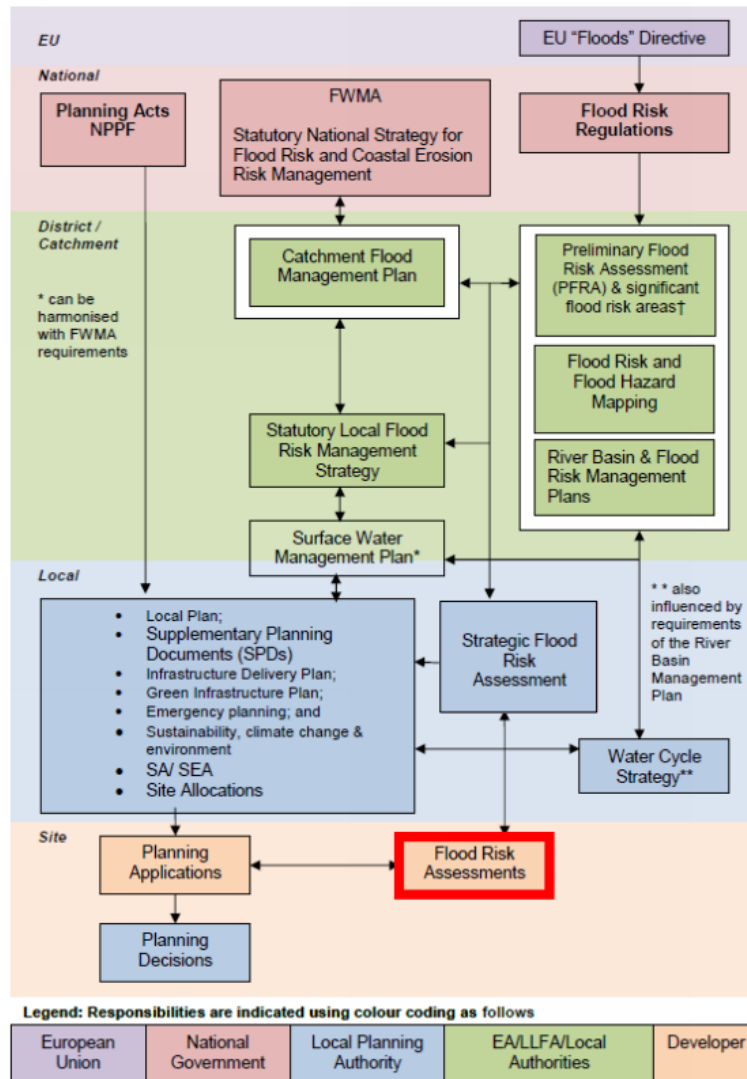 EU
EU "Floods" Directive
National
Planning Acts
NPPF
FWMA
Statutory National Strategy for
Flood Risk and Coastal Erosion
Risk Management
Flood Risk
Regulations
District /
Catchment
* can be
harmonised
with FWMA
requirements
Catchment Flood
Management Plan
Preliminary Flood
Risk Assessment
(PFRA) & significant
flood risk areas†
Flood Risk and
Flood Hazard
Mapping
River Basin & Flood
Risk Management
Plans
Statutory Local Flood
Risk Management
Strategy
Surface Water
Management Plan*
Local
• Local Plan;
• Supplementary Planning
Documents (SPDs)
• Infrastructure Delivery Plan;
• Green Infrastructure Plan;
• Emergency planning; and
• Sustainability, climate change &
environment
• SA/ SEA
• Site Allocations
Strategic Flood
Risk
Assessment
* * also
influenced by
requirements
of the River
Basin
Management
Plan
Water Cycle
Strategy**
Site
Planning
Applications
Flood Risk
Assessments
Planning
Decisions
Legend: Responsibilities are indicated using colour coding as follows
European
Union
National
Government
Local Planning
Authority
EA/LLFA/Local
Authorities
Developer